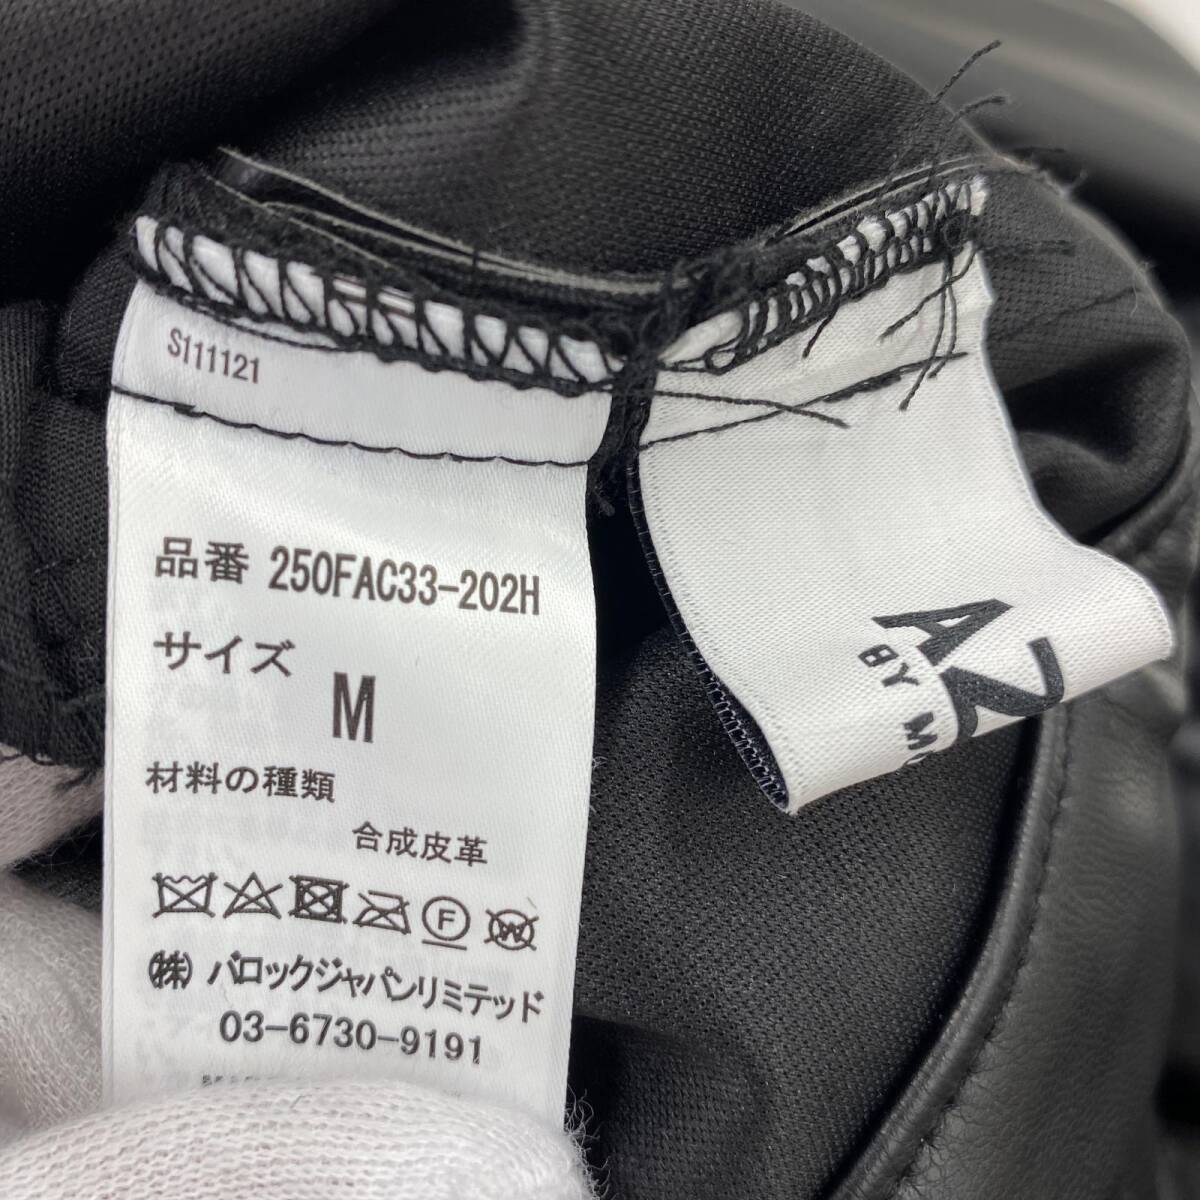 S111121
品番 250FAC33-202H
サイズ
M
材料の種類
合成皮革
F
W
㈱ バロックジャパンリミテッド
03-6730-9191
AZ
BY M